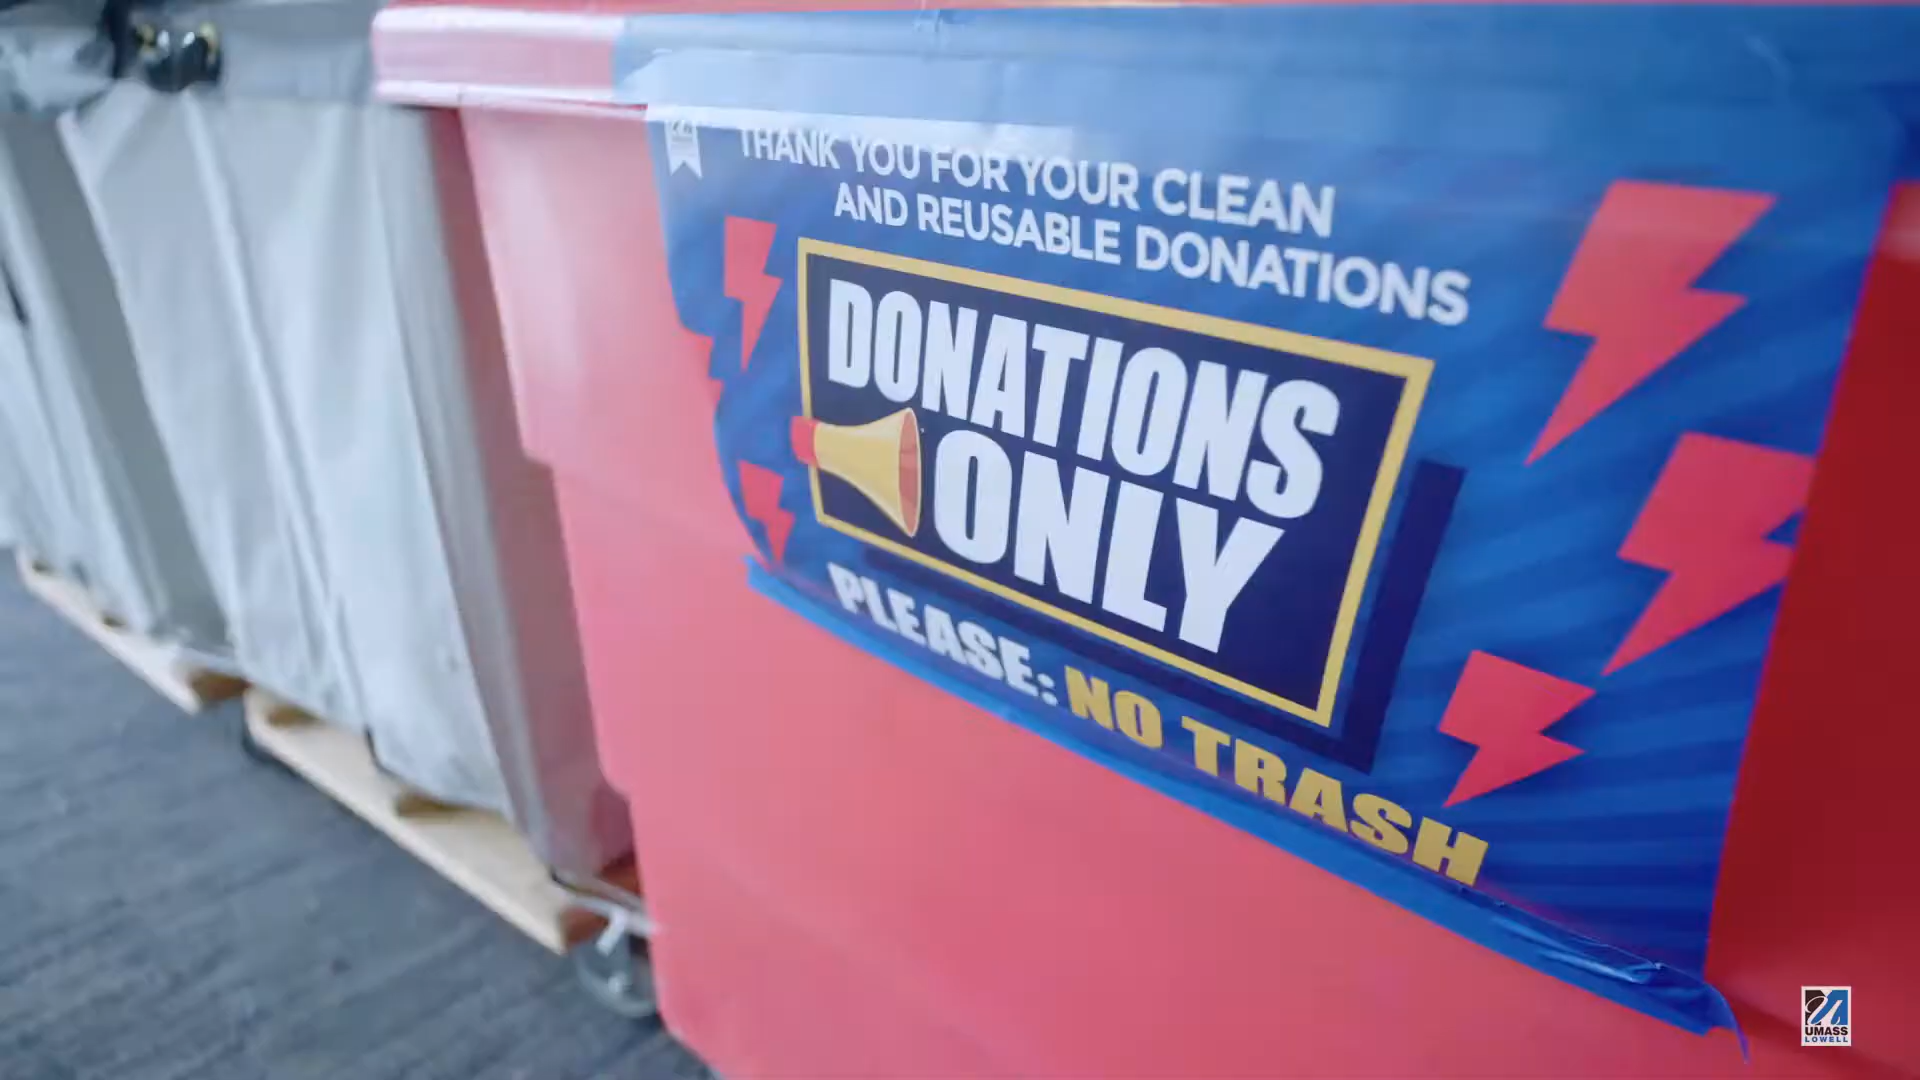 THANK YOU FOR YOUR CLEAN
AND REUSABLE DONATIONS
DONATIONS
ONLY
PLEASE: NO TRASH
UMASS
LOWELL